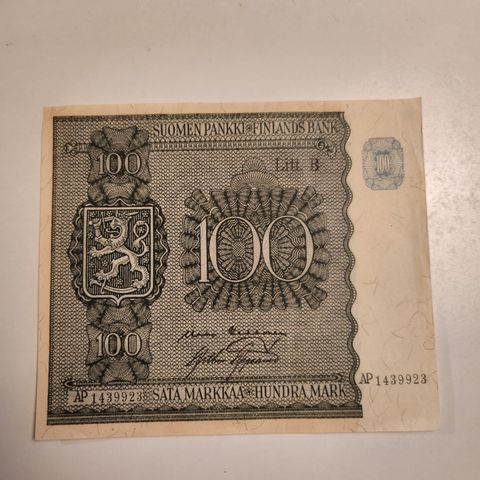 SUOMEN PANKKI FINLANDS BANK
100
Litt. B
100
100
100
AP 1439923
AP 1439923
SATA MARKKAA HUNDRA MARK